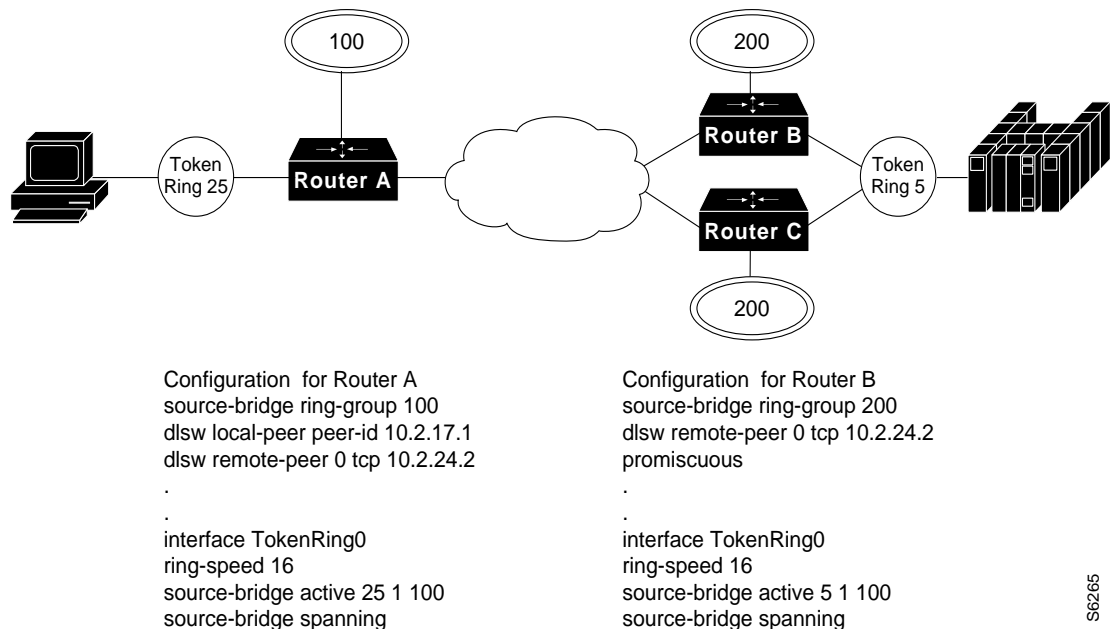 100
200
Token
Ring 25
Router A
Router B
Token
Ring 5
Router C
200
Configuration for Router A
source-bridge ring-group 100
dlsw local-peer peer-id 10.2.17.1
dlsw remote-peer 0 tcp 10.2.24.2
.
.
interface TokenRing0
ring-speed 16
source-bridge active 25 1 100
source-bridge spanning
Configuration for Router B
source-bridge ring-group 200
dlsw remote-peer 0 tcp 10.2.24.2
promiscuous
.
.
interface TokenRing0
ring-speed 16
source-bridge active 5 1 100
source-bridge spanning
S6265